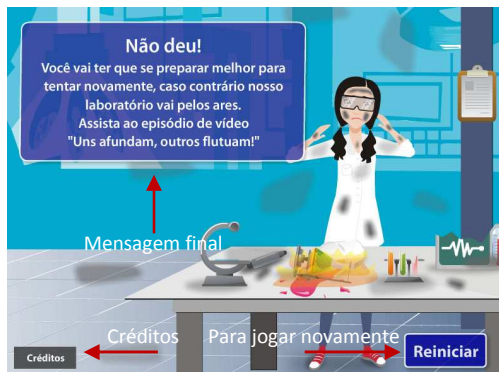 Não deu!
Você vai ter que se preparar melhor para
tentar novamente, caso contrário nosso
laboratório vai pelos ares.
Assista ao episódio de vídeo
"Uns afundam, outros flutuam!"
Mensagem final
Créditos
Para jogar novamente
Créditos
Reiniciar